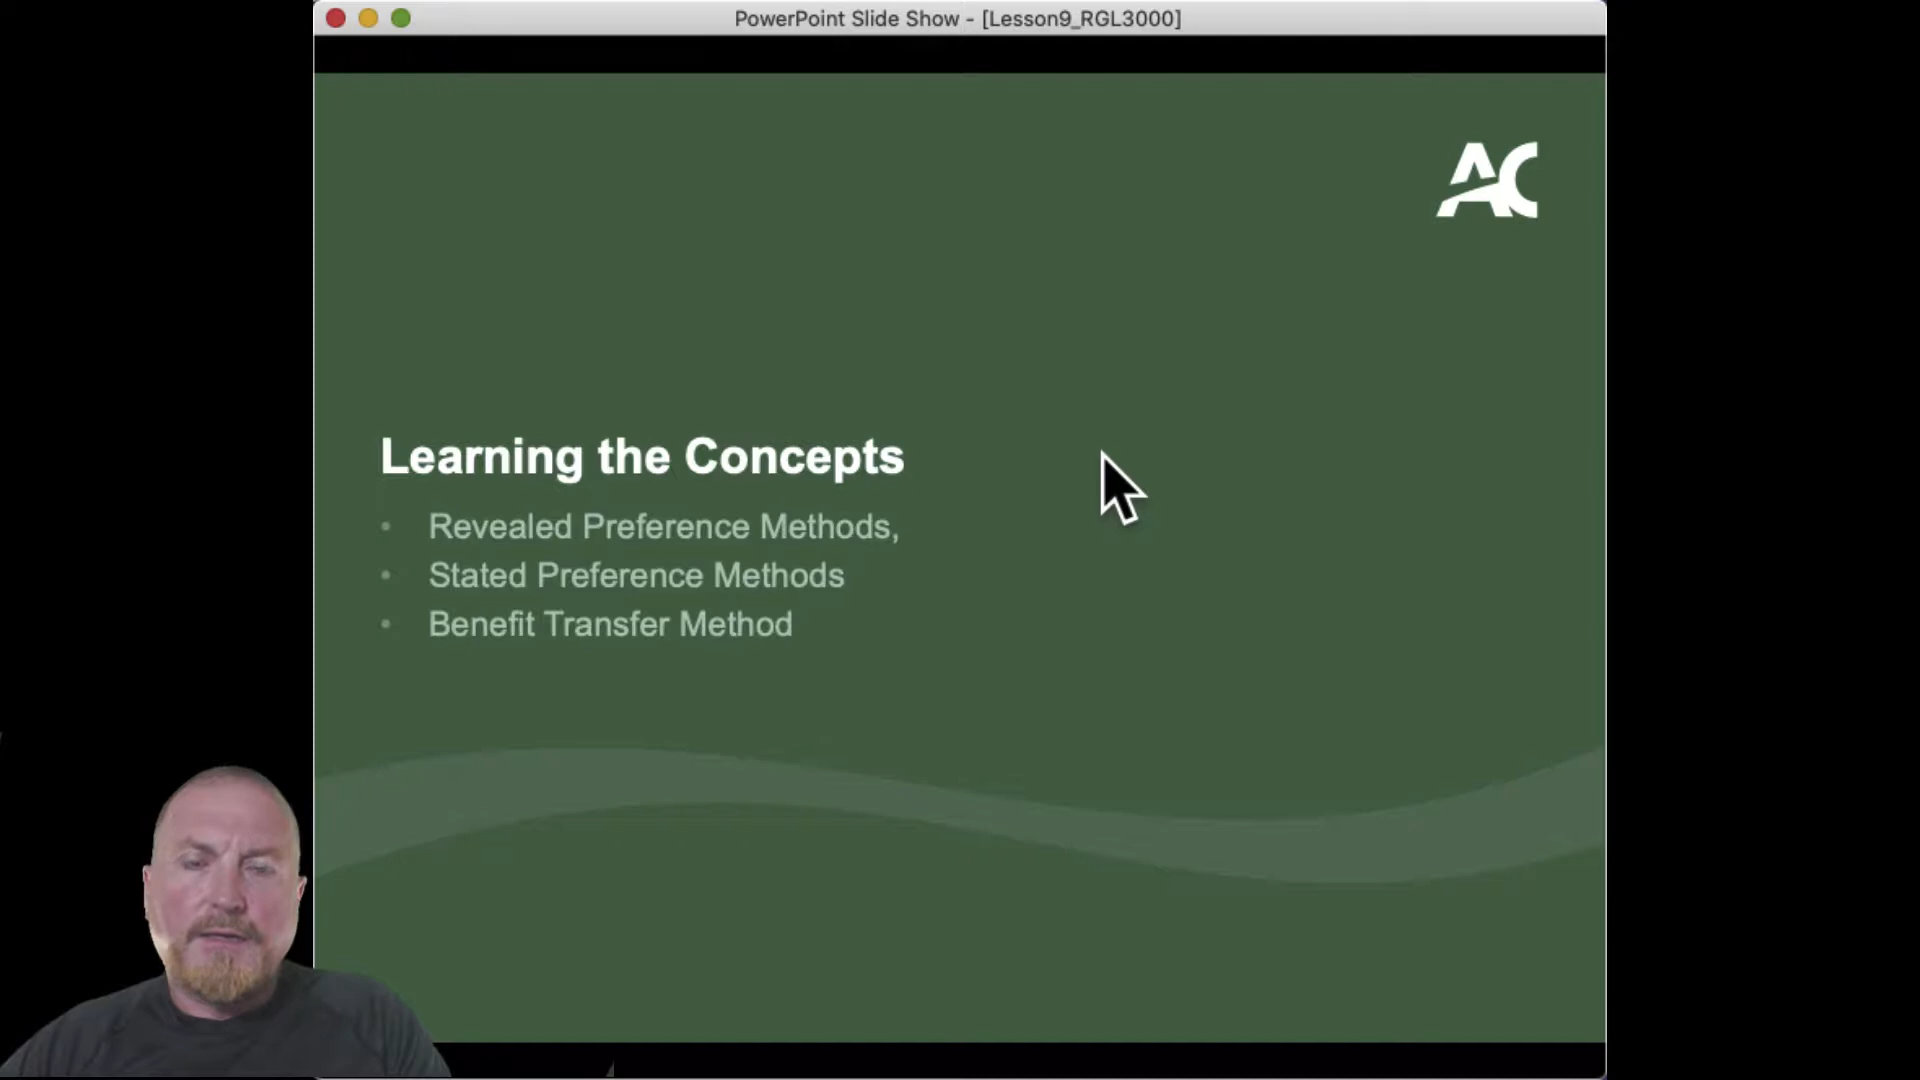 PowerPoint Slide Show - [Lesson9_RGL3000]
AC
Learning the Concepts
• Revealed Preference Methods,
• Stated Preference Methods
• Benefit Transfer Method